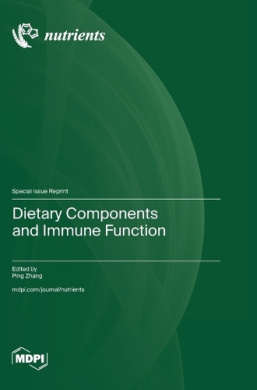 nutrients
Special Issue Reprint
Dietary Components
and Immune Function
Edited by
Ping Zhang
mdpi.com/journal/nutrients
MDPI